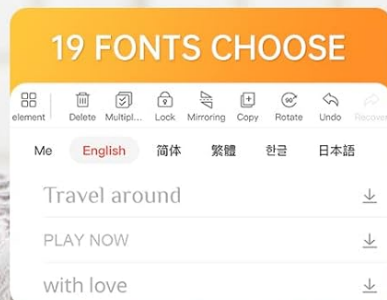 19 FONTS CHOOSE
element Delete Multipl... Lock Mirroring Copy Rotate Undo Recover
Me English 简体 繁體 한글 日本語
Travel around
PLAY NOW
with love